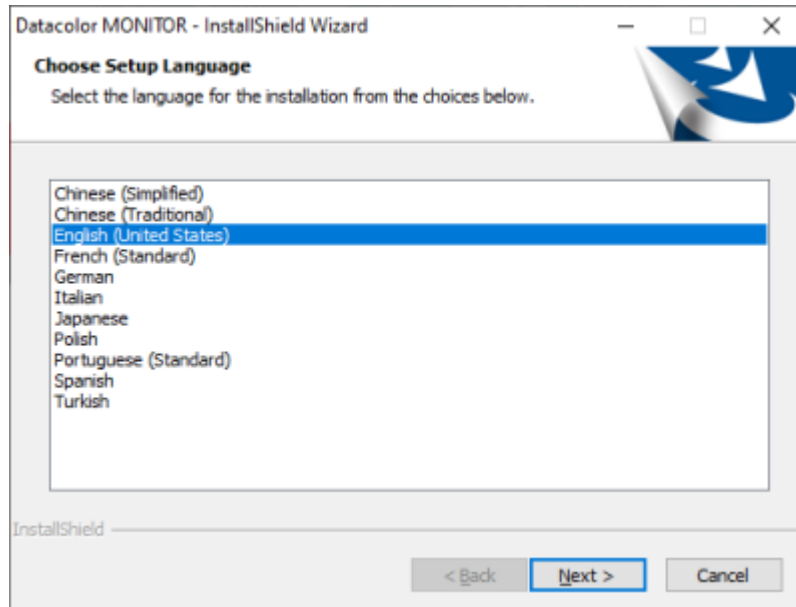 Datacolor MONITOR - InstallShield Wizard
Choose Setup Language
Select the language for the installation from the choices below.
Chinese (Simplified)
Chinese (Traditional)
English (United States)
French (Standard)
German
Italian
Japanese
Polish
Portuguese (Standard)
Spanish
Turkish
InstallShield
< Back
Next >
Cancel